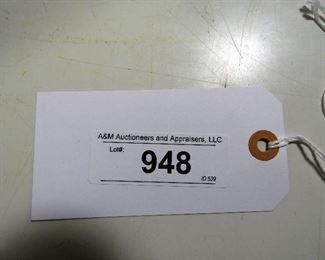 A&M Auctioneers and Appraisers, LLC
Lot#:
948
ID:539